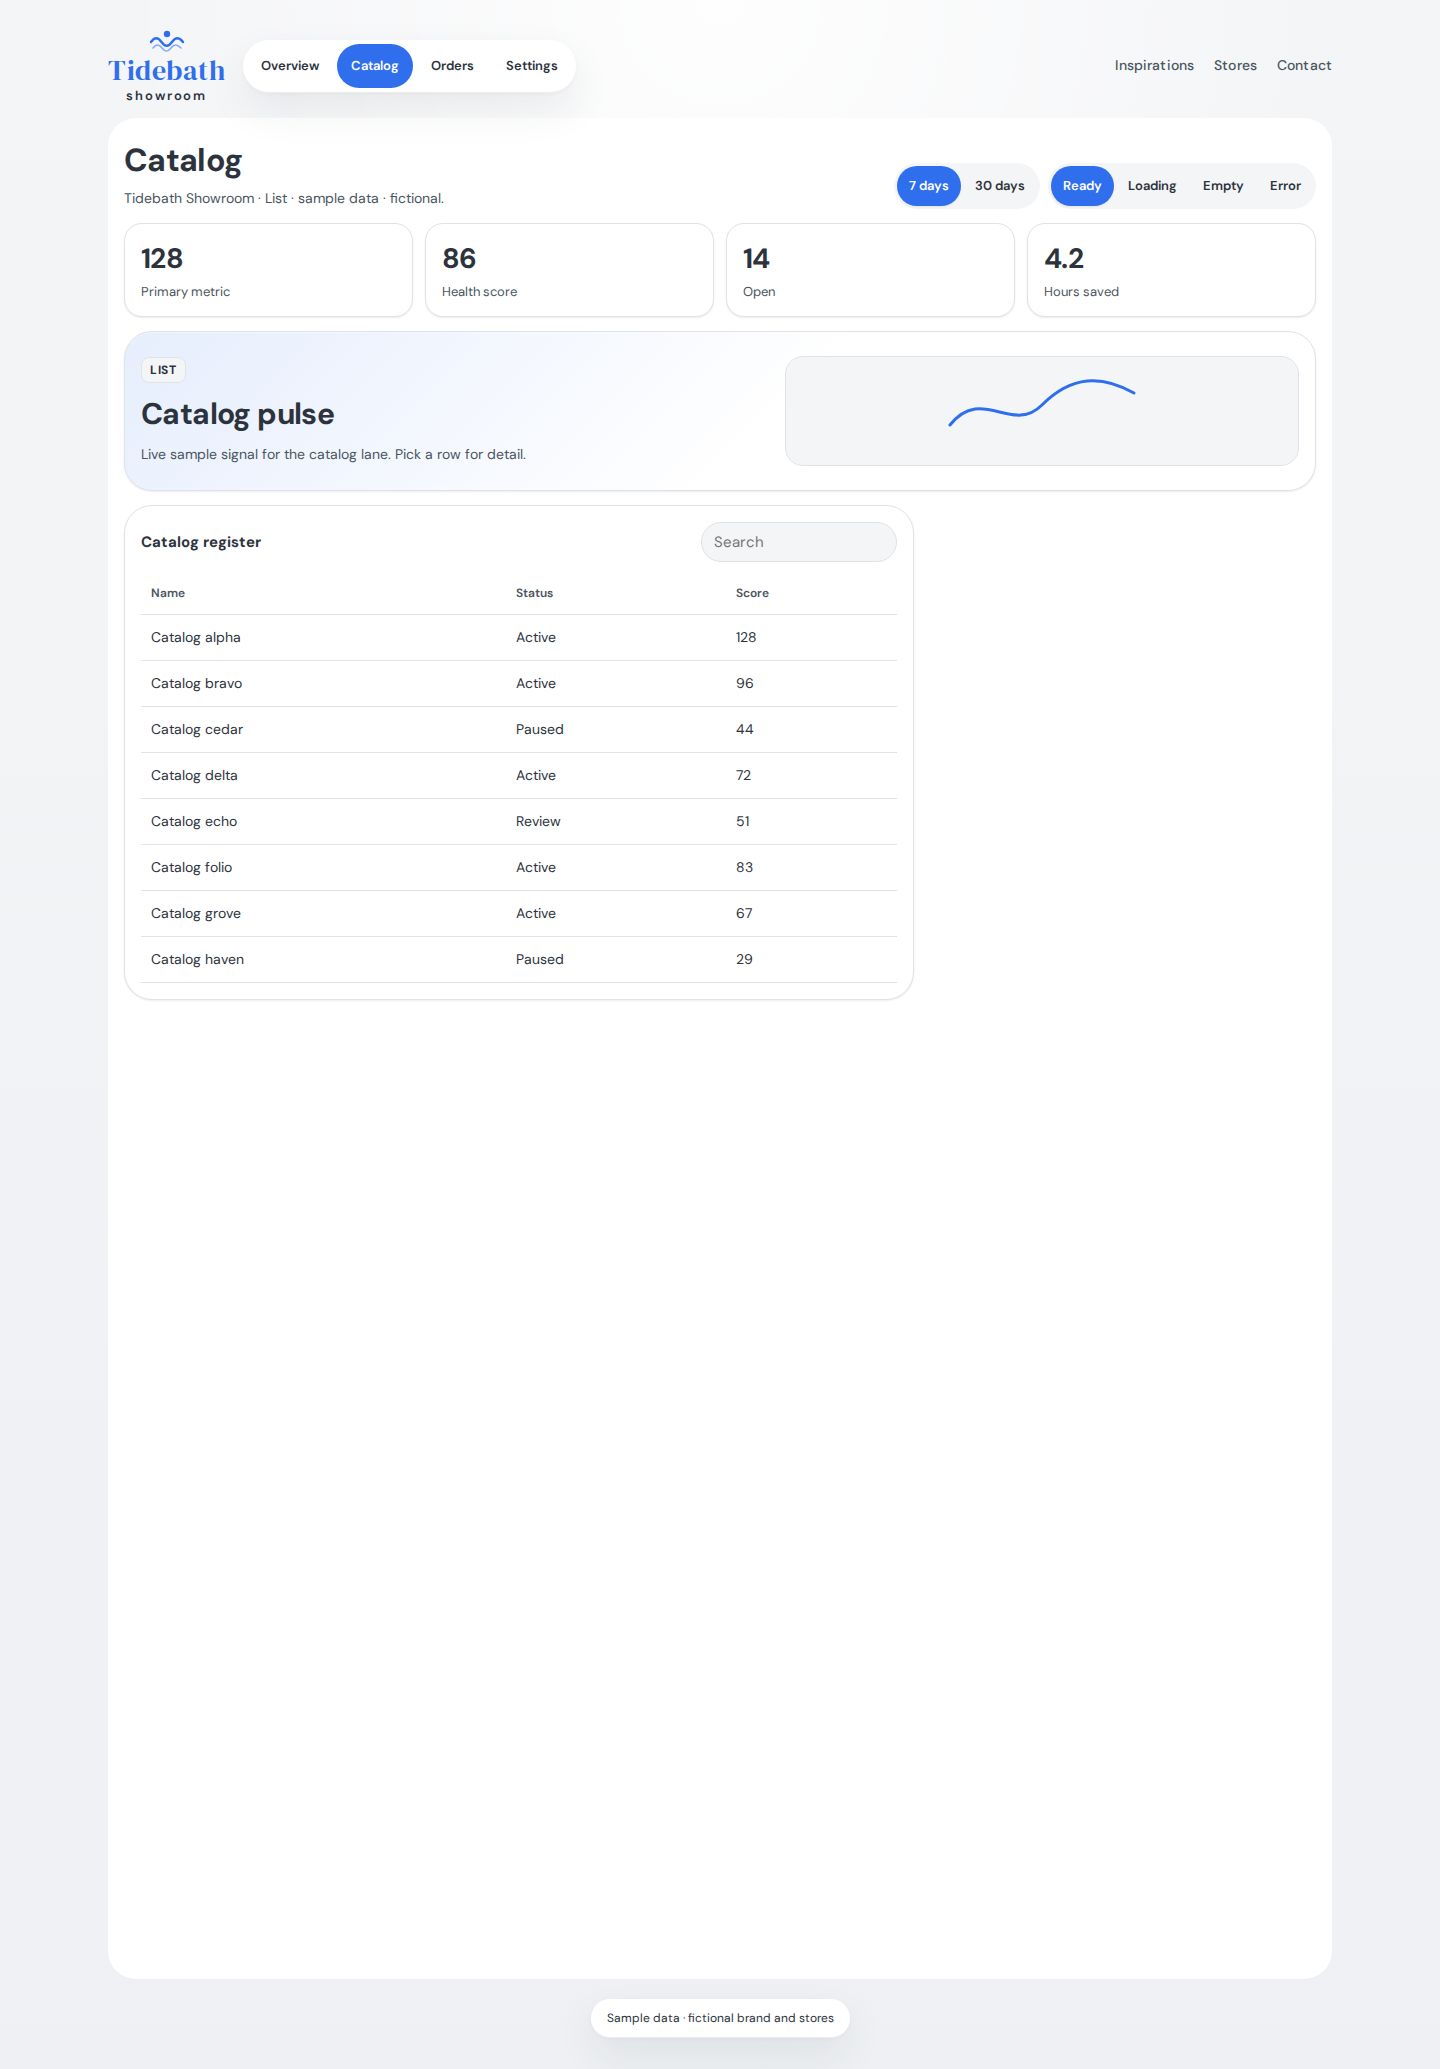 Tidebath
showroom
Overview Catalog Orders Settings
Inspirations Stores Contact
Catalog
Tidebath Showroom · List · sample data · fictional.
7 days 30 days Ready Loading Empty Error
128 86 14 4.2
Primary metric Health score Open Hours saved
LIST
Catalog pulse
Live sample signal for the catalog lane. Pick a row for detail.
Catalog register Search
Name Status Score
Catalog alpha Active 128
Catalog bravo Active 96
Catalog cedar Paused 44
Catalog delta Active 72
Catalog echo Review 51
Catalog folio Active 83
Catalog grove Active 67
Catalog haven Paused 29
Sample data · fictional brand and stores